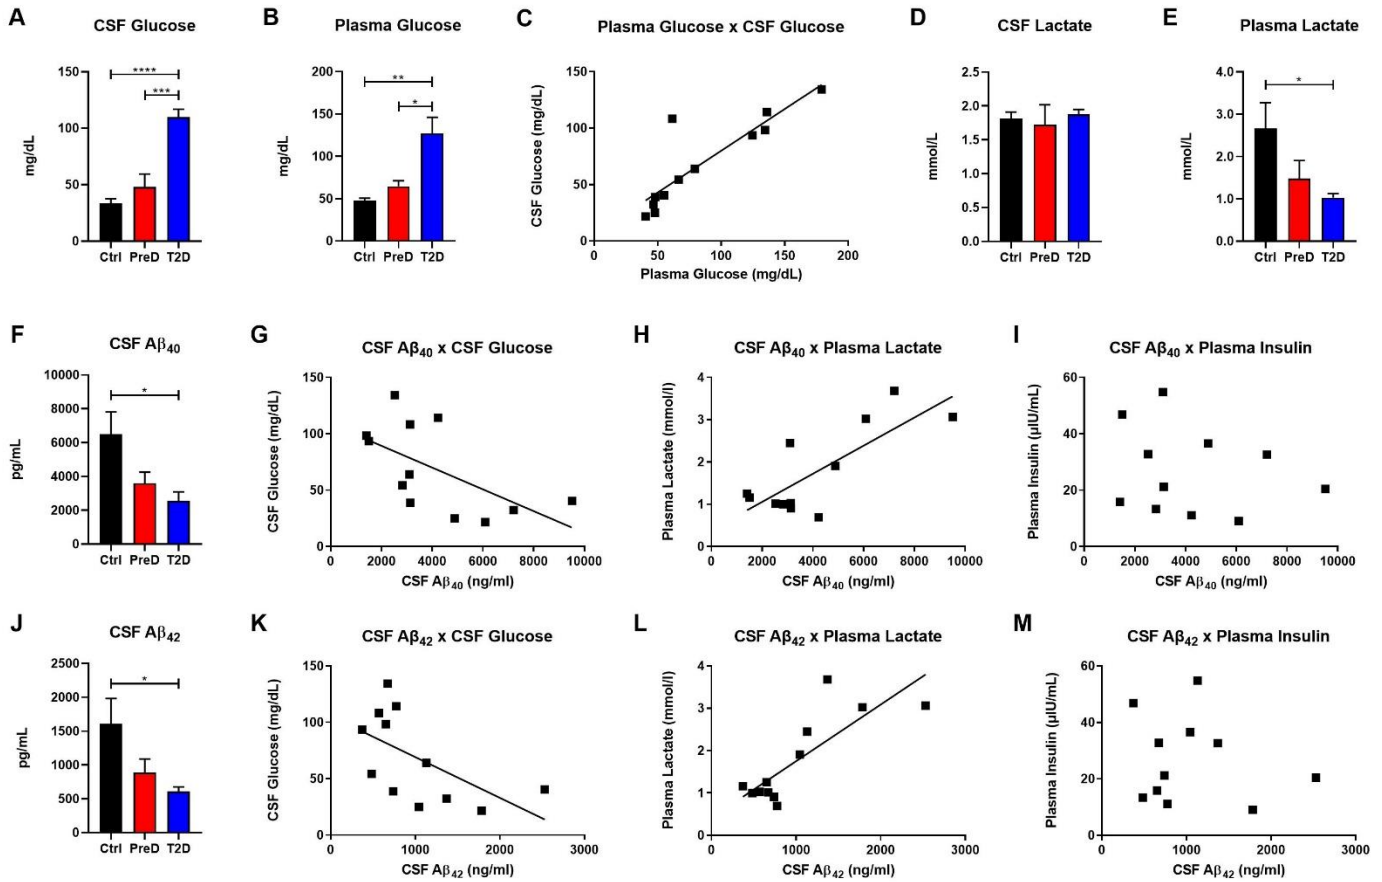 A
CSF Glucose
mg/dL
150
100
50
0
****
***
Ctrl PreD T2D
B
Plasma Glucose
mg/dL
200
150
100
50
0
**
*
Ctrl PreD T2D
C
Plasma Glucose x CSF Glucose
CSF Glucose (mg/dL)
150
100
50
0
0 50 100 150 200
Plasma Glucose (mg/dL)
D
CSF Lactate
mmol/L
2.5
2.0
1.5
1.0
0.5
0.0
Ctrl PreD T2D
E
Plasma Lactate
mmol/L
4.0
3.0
2.0
1.0
0.0
*
Ctrl PreD T2D
F
CSF Aβ₄₀
pg/mL
10000
8000
6000
4000
2000
0
*
Ctrl PreD T2D
G
CSF Aβ₄₀ x CSF Glucose
CSF Glucose (mg/dL)
150
100
50
0
0 2000 4000 6000 8000 10000
CSF Aβ₄₀ (ng/ml)
H
CSF Aβ₄₀ x Plasma Lactate
Plasma Lactate (mmol/l)
4
3
2
1
0
0 2000 4000 6000 8000 10000
CSF Aβ₄₀ (ng/ml)
I
CSF Aβ₄₀ x Plasma Insulin
Plasma Insulin (µIU/mL)
60
40
20
0
0 2000 4000 6000 8000 10000
CSF Aβ₄₀ (ng/ml)
J
CSF Aβ₄₂
pg/mL
2500
2000
1500
1000
500
0
*
Ctrl PreD T2D
K
CSF Aβ₄₂ x CSF Glucose
CSF Glucose (mg/dL)
150
100
50
0
0 1000 2000 3000
CSF Aβ₄₂ (ng/ml)
L
CSF Aβ₄₂ x Plasma Lactate
Plasma Lactate (mmol/l)
4
3
2
1
0
0 1000 2000 3000
CSF Aβ₄₂ (ng/ml)
M
CSF Aβ₄₂ x Plasma Insulin
Plasma Insulin (µIU/mL)
60
40
20
0
0 1000 2000 3000
CSF Aβ₄₂ (ng/ml)